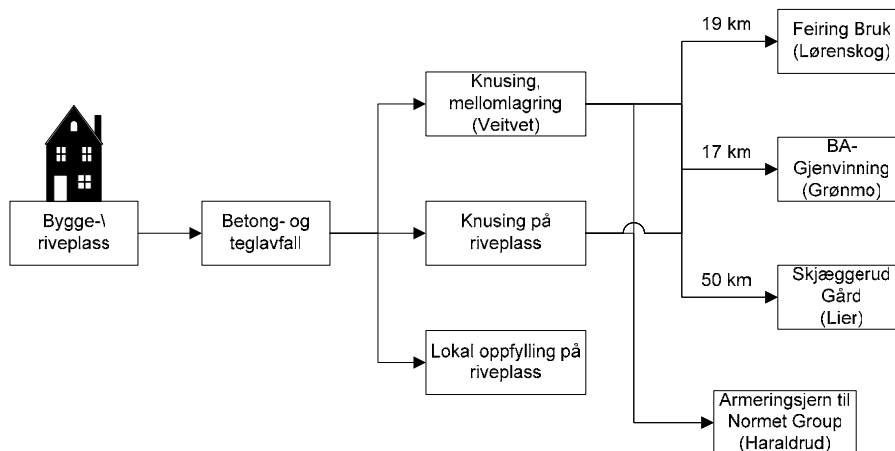 Bygge-\
riveplass
Betong- og
teglavfall
Knusing,
mellomlagring
(Veitvet)
Knusing på
riveplass
Lokal oppfylling på
riveplass
19 km
Feiring Bruk
(Lørenskog)
17 km
BA-
Gjenvinning
(Grønmo)
50 km
Skjæggerud
Gård
(Lier)
Armeringsjern til
Normet Group
(Haraldrud)